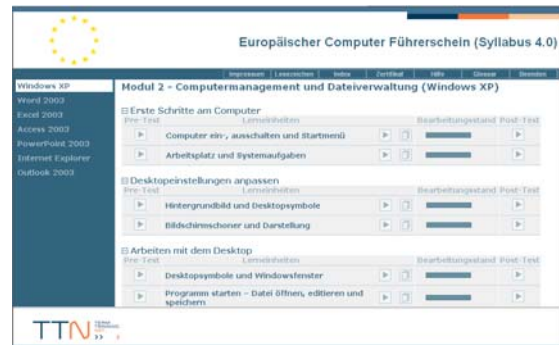 Europäischer Computer Führerschein (Syllabus 4.0)
Impressum Lesezeichen Index Zertifikat Hilfe Glossar Beenden
Windows XP
Word 2003
Excel 2003
Access 2003
PowerPoint 2003
Internet Explorer
Outlook 2003
Modul 2 - Computermanagement und Dateiverwaltung (Windows XP)
Erste Schritte am Computer
Pre-Test Lerneinheiten Bearbeitungsstand Post-Test
Computer ein-, ausschalten und Startmenü
Arbeitsplatz und Systemaufgaben
Desktopeinstellungen anpassen
Pre-Test Lerneinheiten Bearbeitungsstand Post-Test
Hintergrundbild und Desktopsymbole
Bildschirmschoner und Darstellung
Arbeiten mit dem Desktop
Pre-Test Lerneinheiten Bearbeitungsstand Post-Test
Desktopsymbole und Windowsfenster
Programm starten - Datei öffnen, editieren und
speichern
TTN